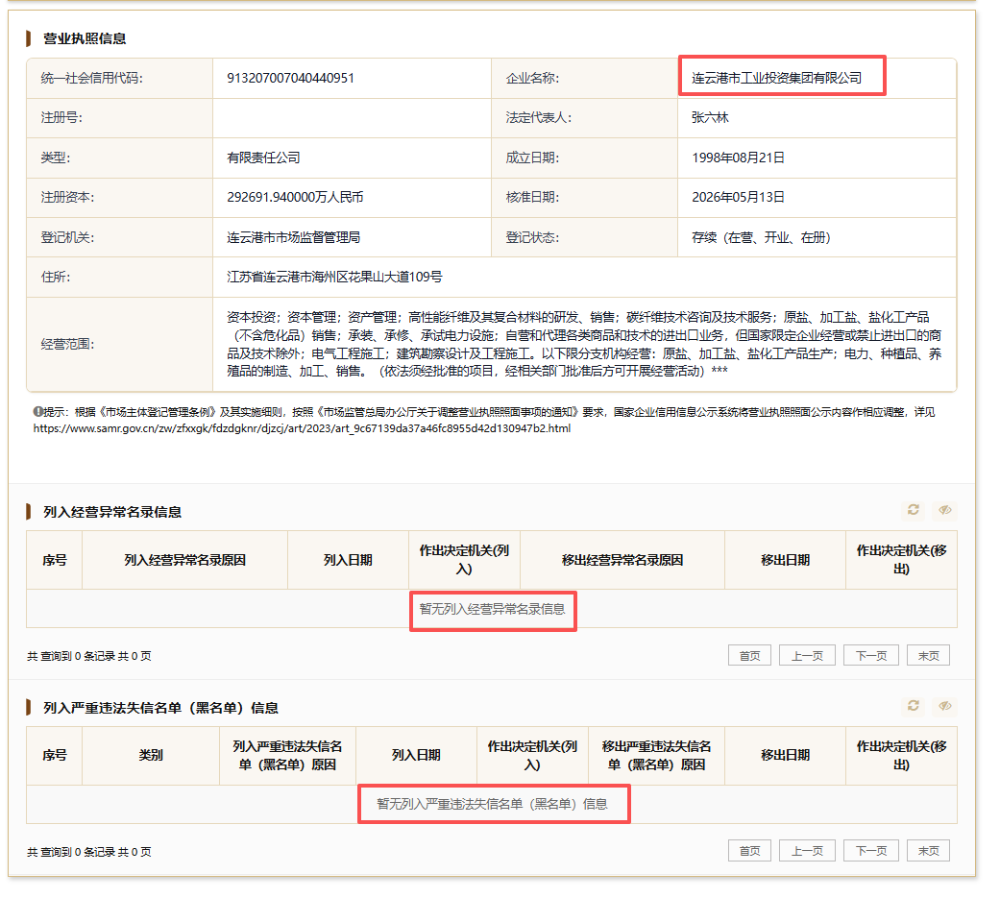 营业执照信息
统一社会信用代码: 913207007040440951 企业名称: 连云港市工业投资集团有限公司
注册号: 法定代表人: 张六林
类型: 有限责任公司 成立日期: 1998年08月21日
注册资本: 292691.940000万人民币 核准日期: 2026年05月13日
登记机关: 连云港市市场监督管理局 登记状态: 存续（在营、开业、在册）
住所: 江苏省连云港市海州区花果山大道109号
资本投资；资本管理；资产管理；高性能纤维及其复合材料的研发、销售；碳纤维技术咨询及技术服务；原盐、加工盐、盐化工产品
（不含危化品）销售；承装、承修、承试电力设施；自营和代理各类商品和技术的进出口业务，但国家限定企业经营或禁止进出口的商
经营范围:
品及技术除外；电气工程施工；建筑勘察设计及工程施工。以下限分支机构经营：原盐、加工盐、盐化工产品生产；电力、种植品、养
殖品的制造、加工、销售。（依法须经批准的项目，经相关部门批准后方可开展经营活动）***
提示：根据《市场主体登记管理条例》及其实施细则，按照《市场监管总局办公厅关于调整营业执照照面事项的通知》要求，国家企业信用信息公示系统将营业执照照面公示内容作相应调整，详见
https://www.samr.gov.cn/zw/zfxxgk/fdzdgknr/djzcj/art/2023/art_9c67139da37a46fc8955d42d130947b2.html
列入经营异常名录信息
序号 列入经营异常名录原因 列入日期 作出决定机关(列入) 移出经营异常名录原因 移出日期 作出决定机关(移出)
暂无列入经营异常名录信息
共 查询到 0 条记录 共 0 页 首页 上一页 下一页 末页
列入严重违法失信名单（黑名单）信息
序号 类别 列入严重违法失信名单（黑名单）原因 列入日期 作出决定机关(列入) 移出严重违法失信名单（黑名单）原因 移出日期 作出决定机关(移出)
暂无列入严重违法失信名单（黑名单）信息
共 查询到 0 条记录 共 0 页 首页 上一页 下一页 末页